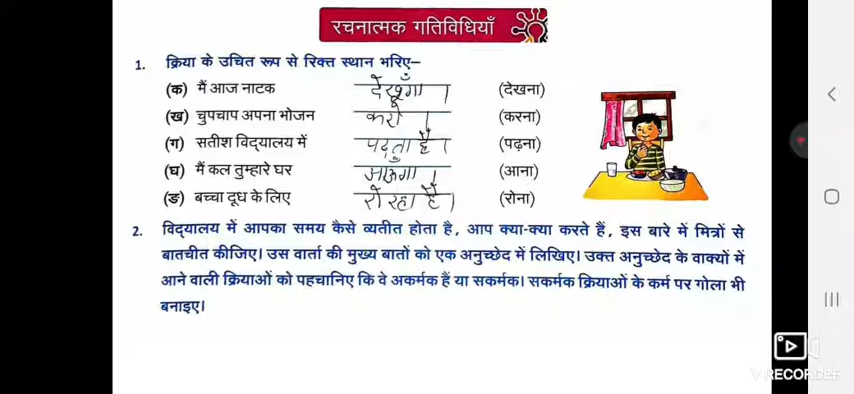 रचनात्मक गतिविधियाँ
1. क्रिया के उचित रूप से रिक्त स्थान भरिए–
(क) मैं आज नाटक देखूँगा । (देखना)
(ख) चुपचाप अपना भोजन करो । (करना)
(ग) सतीश विद्यालय में पढ़ता है । (पढ़ना)
(घ) मैं कल तुम्हारे घर आऊँगा । (आना)
(ङ) बच्चा दूध के लिए रो रहा है । (रोना)
2. विद्यालय में आपका समय कैसे व्यतीत होता है, आप क्या-क्या करते हैं, इस बारे में मित्रों से
बातचीत कीजिए। उस वार्ता की मुख्य बातों को एक अनुच्छेद में लिखिए। उक्त अनुच्छेद के वाक्यों में
आने वाली क्रियाओं को पहचानिए कि वे अकर्मक हैं या सकर्मक। सकर्मक क्रियाओं के कर्म पर गोला भी
बनाइए।
V.RECORDER